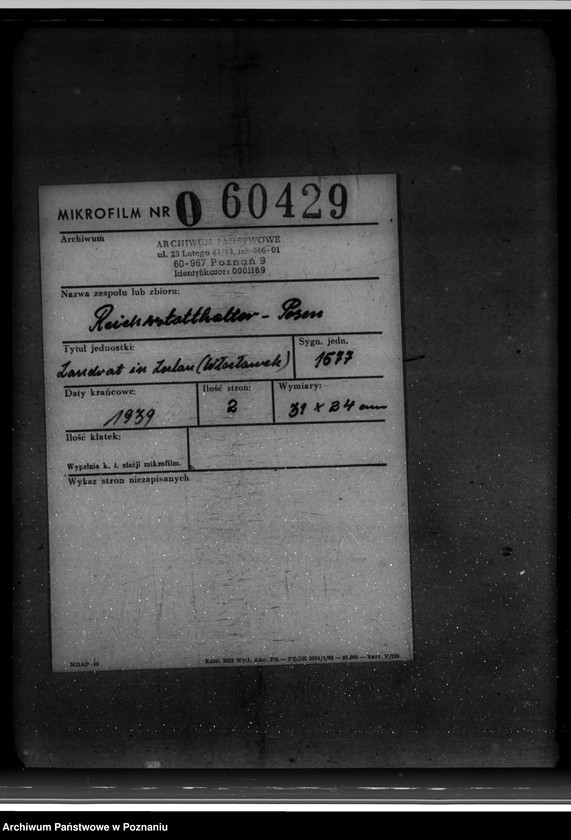 MIKROFILM NR O 60429
Archiwum
ARCHIWUM PAŃSTWOWE
ul. 23 Lutego 41/43, tel. 546-01
60-967 Poznań 9
Identyfikator: 0001169
Nazwa zespołu lub zbioru:
Reichsstatthalter - Posen
Tytuł jednostki:
Sygn. jedn.
Landrat in Leslau (Włocławek)
1677
Daty krańcowe:
Ilość stron:
Wymiary:
1939
2
31 x 24 cm
Ilość klatek:
Wypełnia k. ł. stacji mikrofilm.
Wykaz stron niezapisanych
NDAP-16
Archiwum Państwowe w Poznaniu